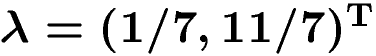 λ = (1/7, 11/7)ᵀ